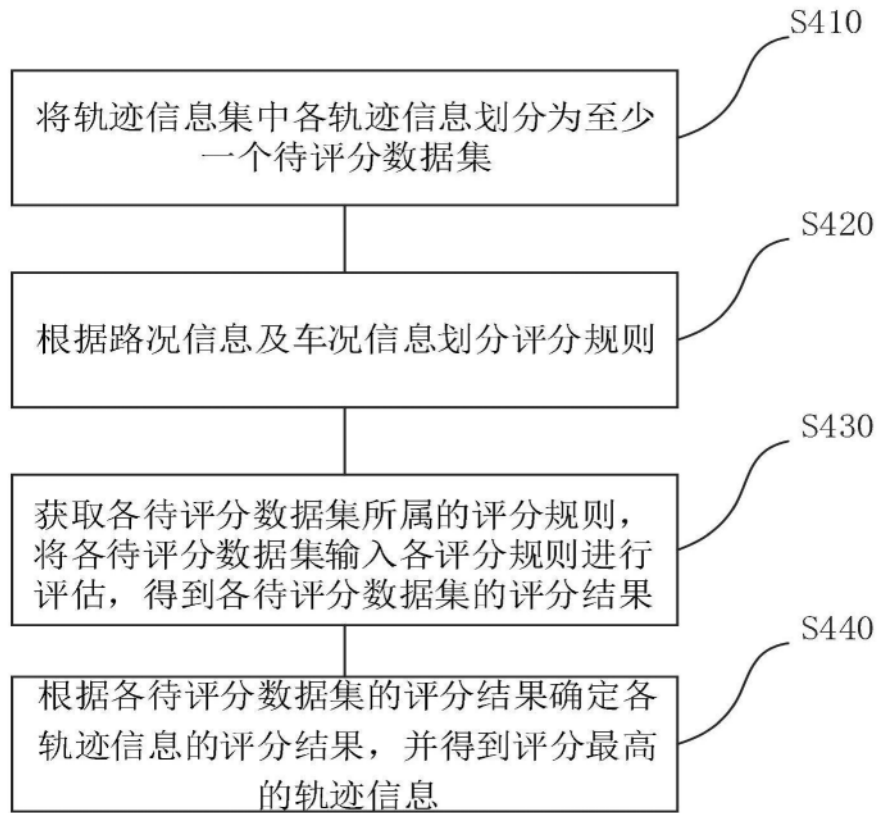 S410
将轨迹信息集中各轨迹信息划分为至少
一个待评分数据集
S420
根据路况信息及车况信息划分评分规则
S430
获取各待评分数据集所属的评分规则，
将各待评分数据集输入各评分规则进行
评估，得到各待评分数据集的评分结果
S440
根据各待评分数据集的评分结果确定各
轨迹信息的评分结果，并得到评分最高
的轨迹信息